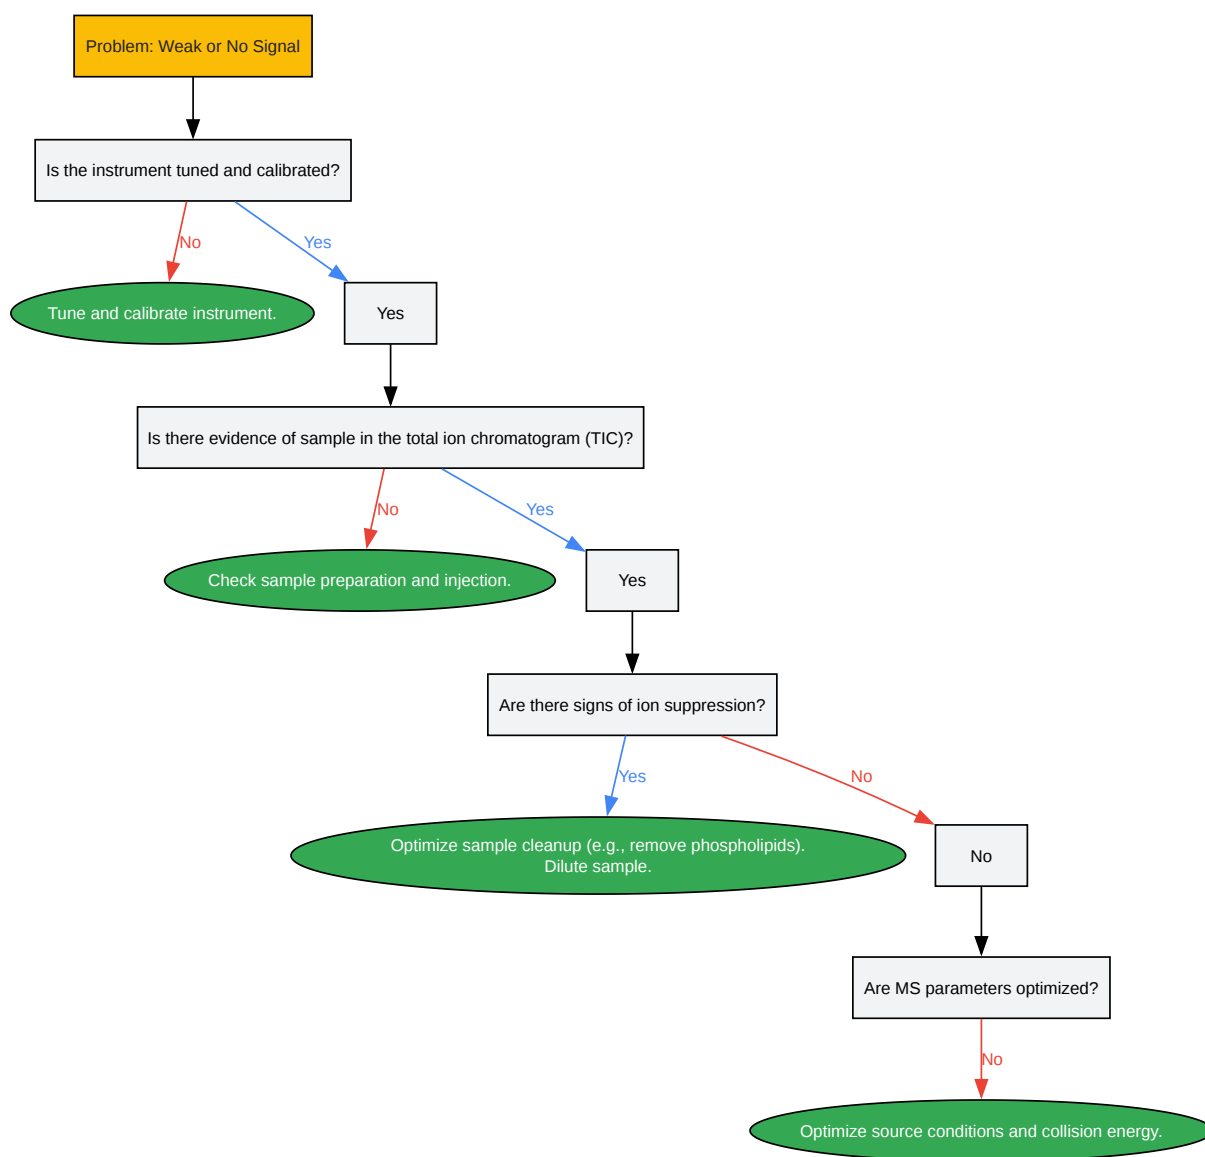 Problem: Weak or No Signal
Is the instrument tuned and calibrated?
No
Yes
Tune and calibrate instrument.
Yes
Is there evidence of sample in the total ion chromatogram (TIC)?
No
Yes
Check sample preparation and injection.
Yes
Are there signs of ion suppression?
Yes
No
Optimize sample cleanup (e.g., remove phospholipids).
Dilute sample.
No
Are MS parameters optimized?
No
Optimize source conditions and collision energy.